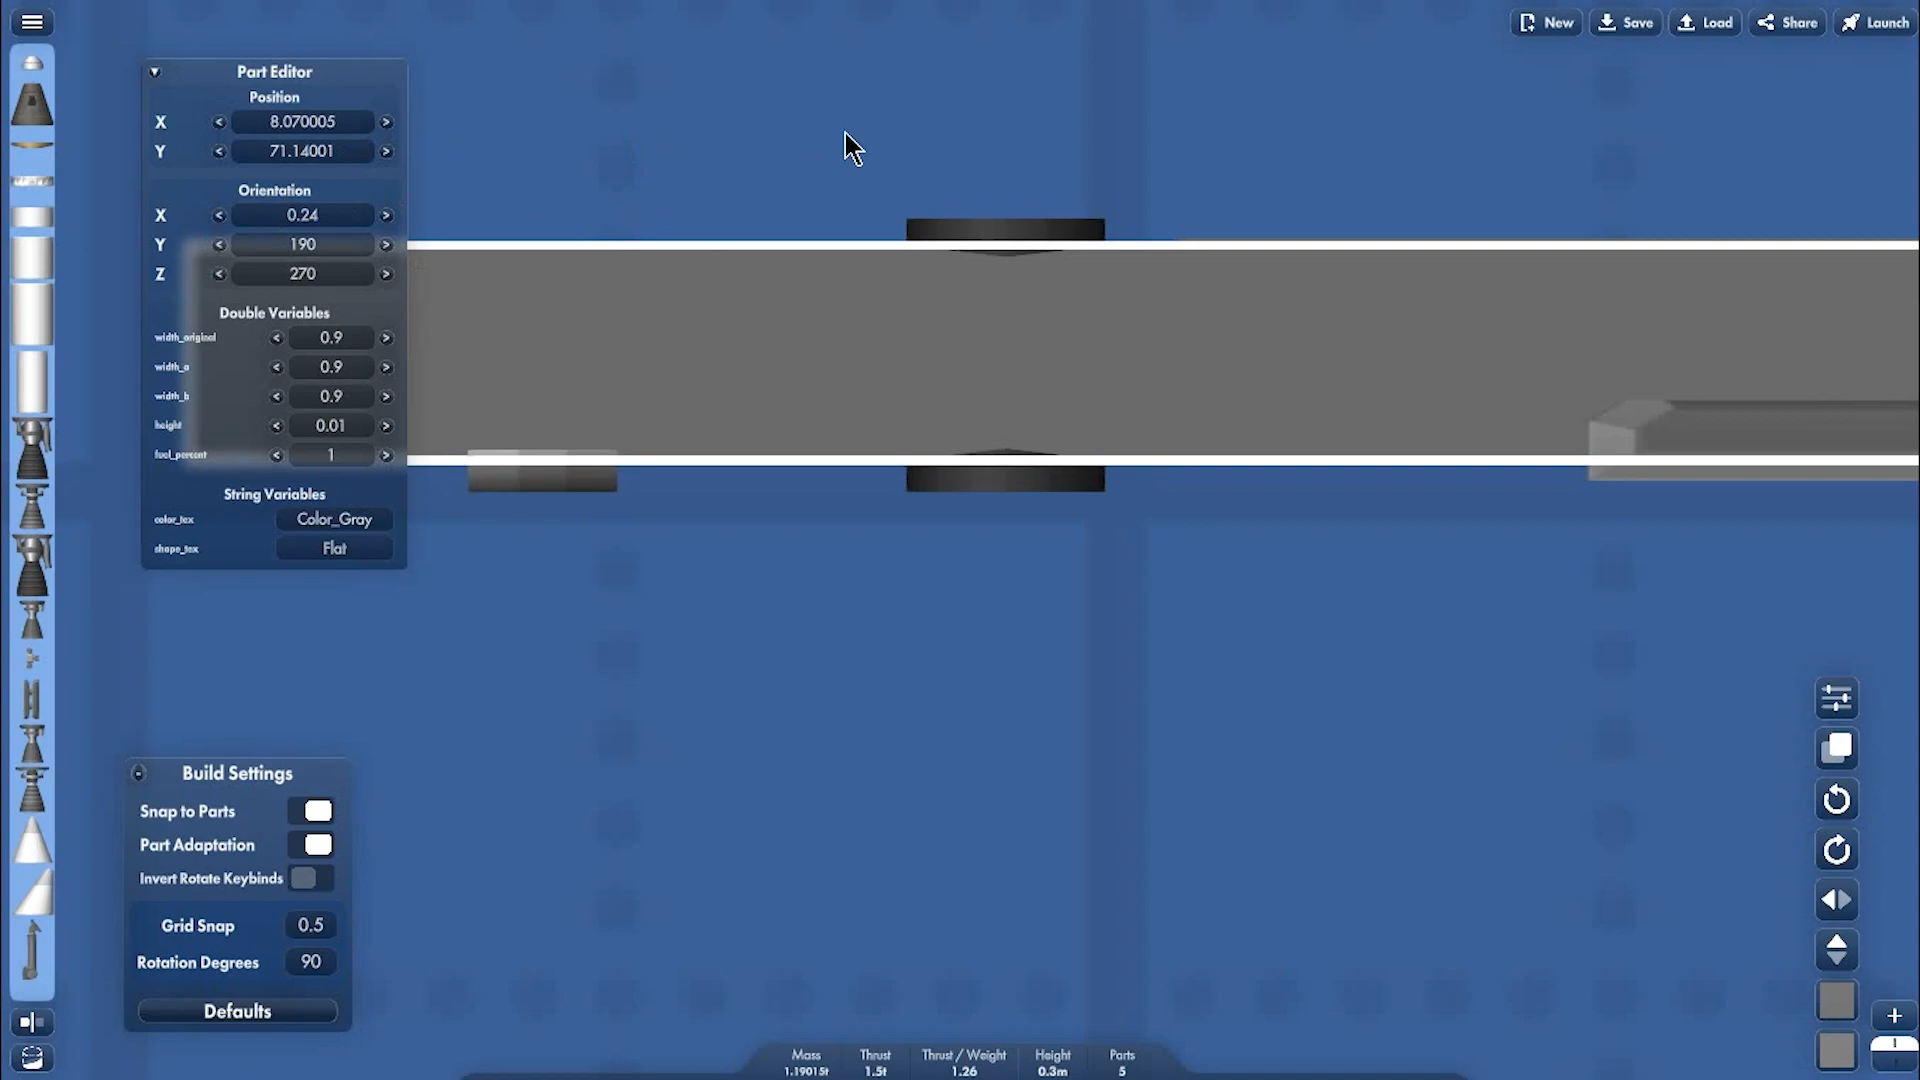 New
Save
Load
Share
Launch
Part Editor
Position
X < 8.070005 >
Y < 71.14001 >
Orientation
X < 0.24 >
Y < 190 >
Z < 270 >
Double Variables
width_original < 0.9 >
width_a < 0.9 >
width_b < 0.9 >
height < 0.01 >
fuel_percent < 1 >
String Variables
color_tex Color_Gray
shape_tex Flat
Build Settings
Snap to Parts
Part Adaptation
Invert Rotate Keybinds
Grid Snap 0.5
Rotation Degrees 90
Defaults
Mass Thrust Thrust / Weight Height Parts
1.19015t 1.5t 1.26 0.3m 5